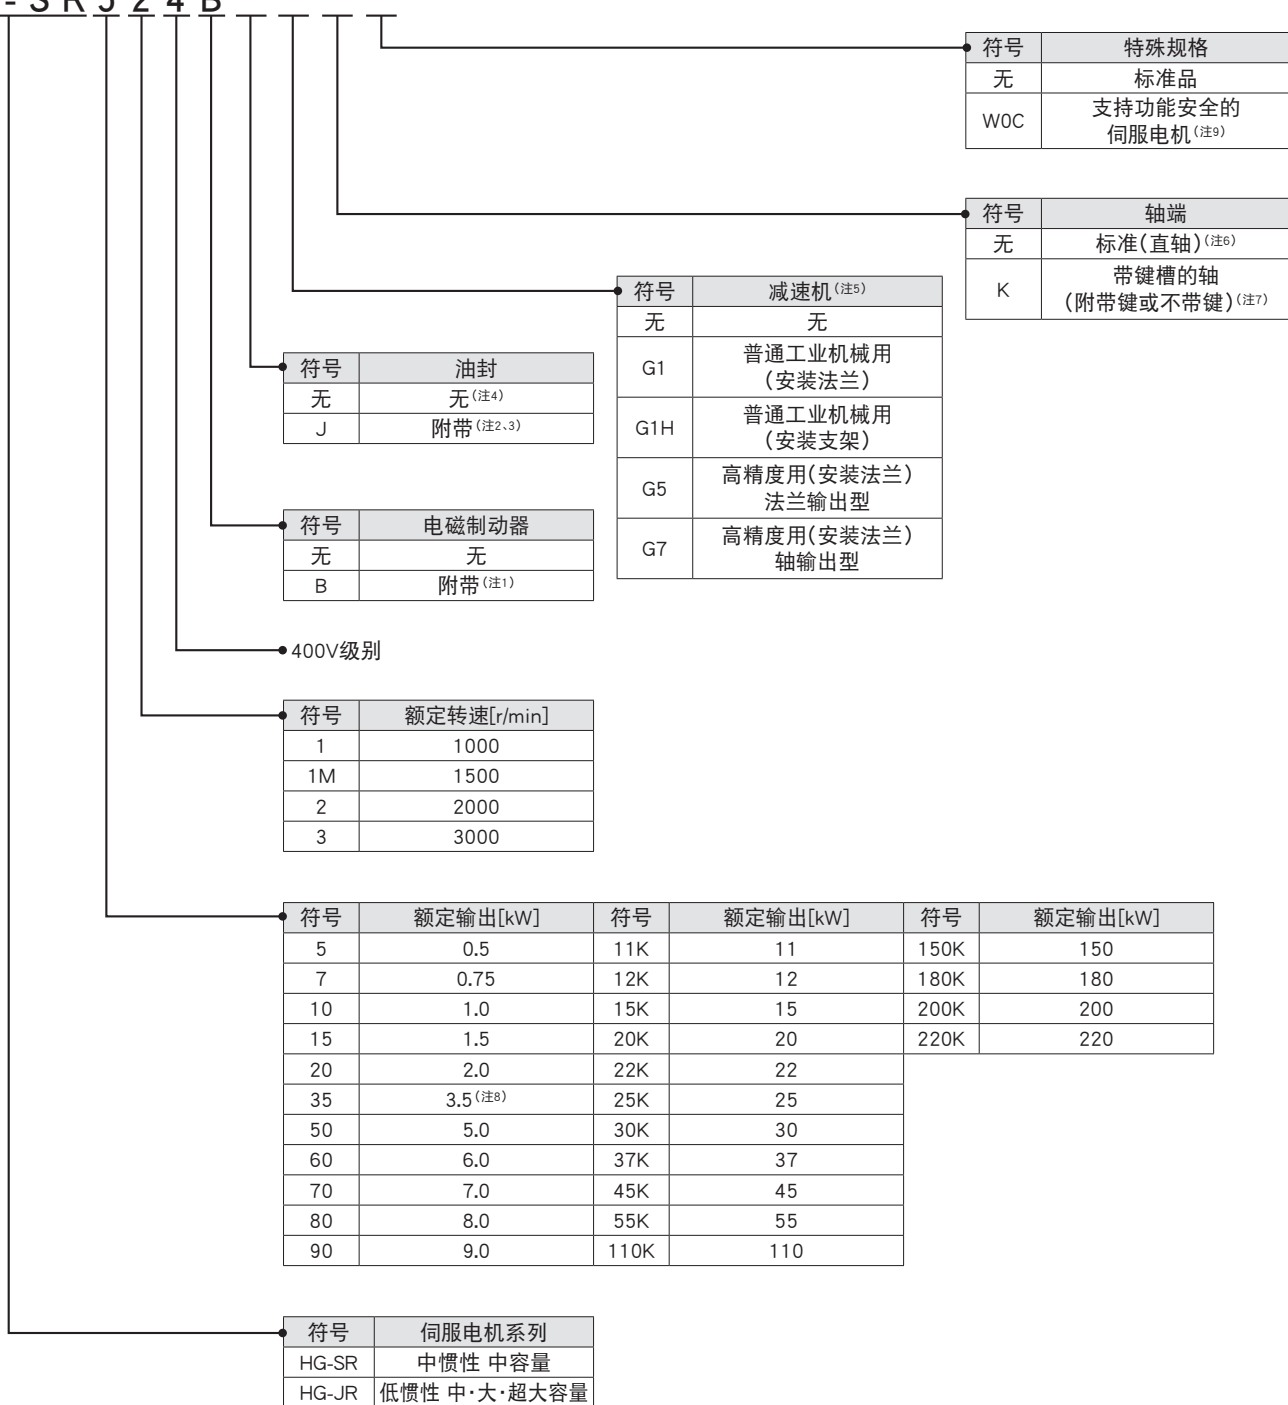 -SR524B
符号 特殊规格
无 标准品
W0C 支持功能安全的
伺服电机(注9)
符号 轴端
无 标准(直轴)(注6)
K 带键槽的轴
(附带键或不带键)(注7)
符号 减速机(注5)
无 无
G1 普通工业机械用
(安装法兰)
G1H 普通工业机械用
(安装支架)
G5 高精度用(安装法兰)
法兰输出型
G7 高精度用(安装法兰)
轴输出型
符号 油封
无 无(注4)
J 附带(注2、3)
符号 电磁制动器
无 无
B 附带(注1)
400V级别
符号 额定转速[r/min]
1 1000
1M 1500
2 2000
3 3000
符号 额定输出[kW] 符号 额定输出[kW] 符号 额定输出[kW]
5 0.5 11K 11 150K 150
7 0.75 12K 12 180K 180
10 1.0 15K 15 200K 200
15 1.5 20K 20 220K 220
20 2.0 22K 22
35 3.5(注8) 25K 25
50 5.0 30K 30
60 6.0 37K 37
70 7.0 45K 45
80 8.0 55K 55
90 9.0 110K 110
符号 伺服电机系列
HG-SR 中惯性 中容量
HG-JR 低惯性 中·大·超大容量